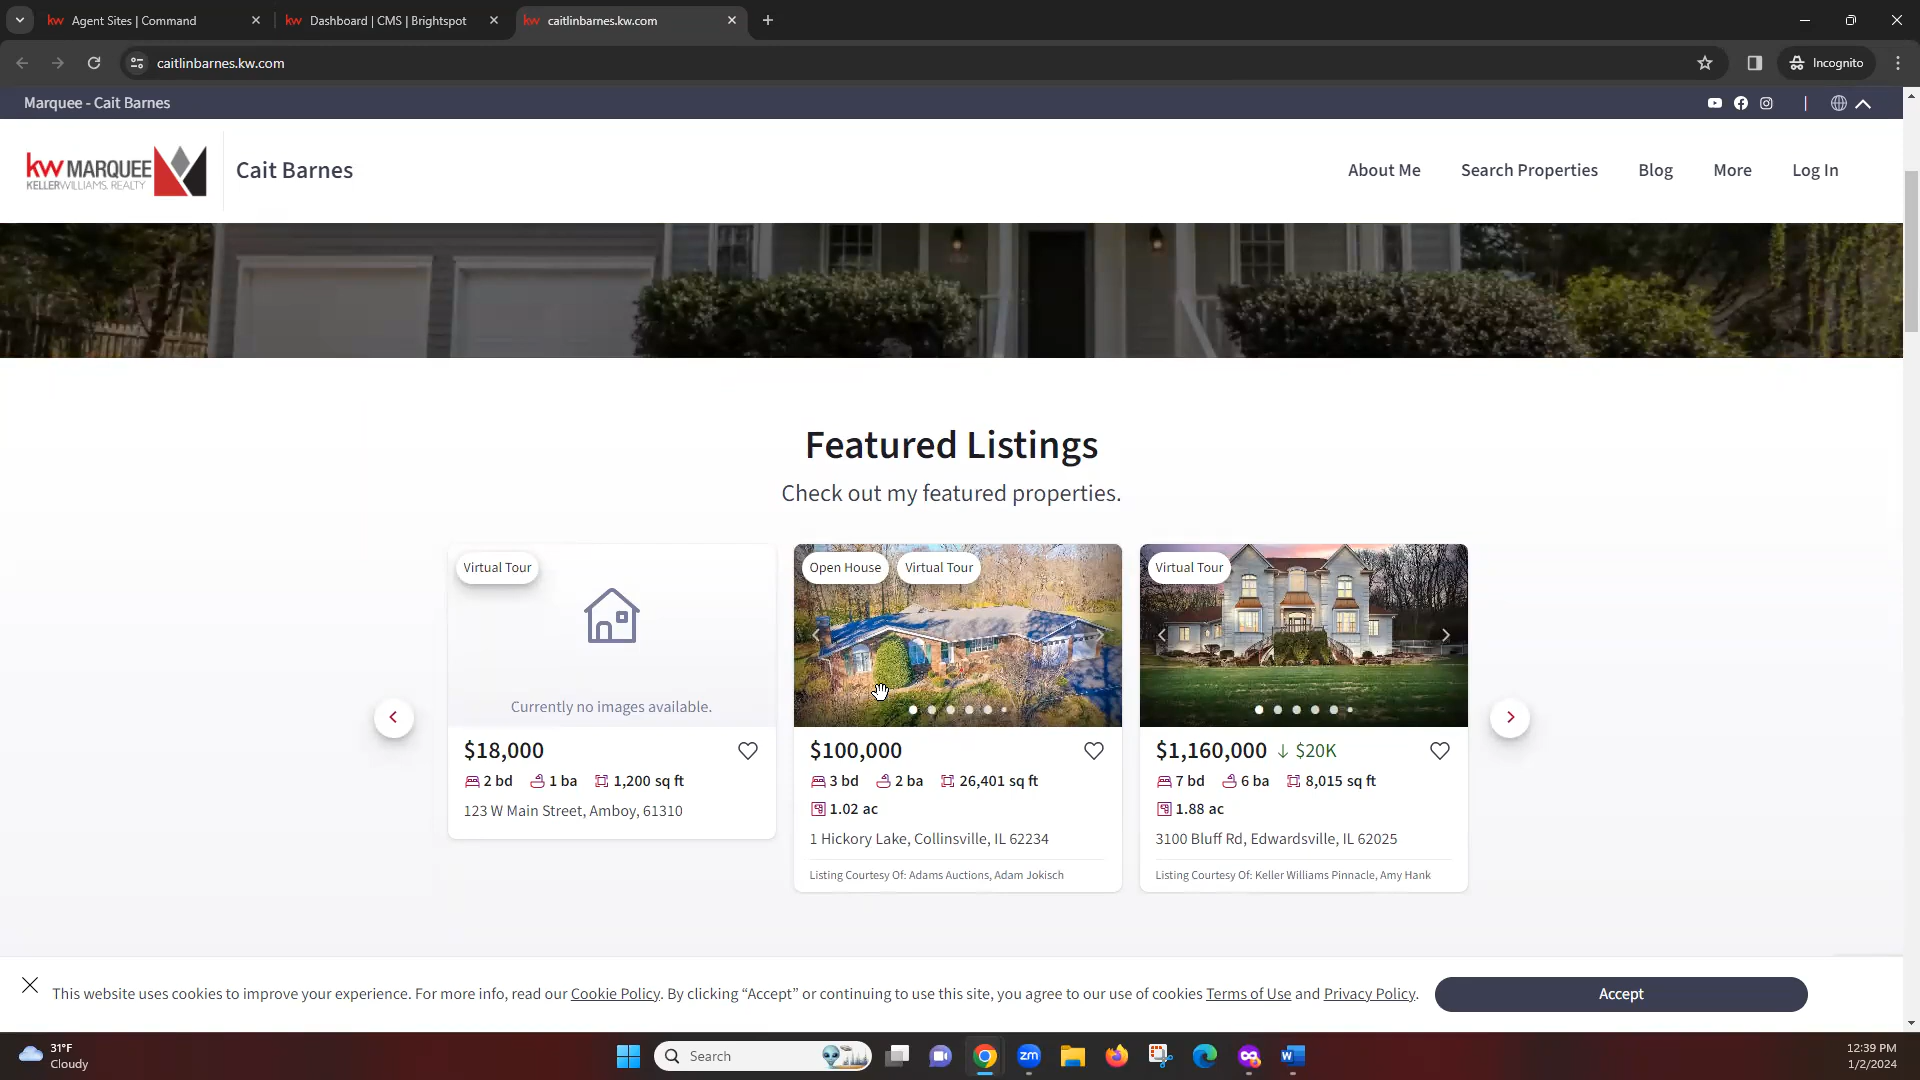 Agent Sites | Command
Dashboard | CMS | Brightspot
caitlinbarnes.kw.com
caitlinbarnes.kw.com
Incognito
Marquee - Cait Barnes
kw MARQUEE
KELLERWILLIAMS. REALTY
Cait Barnes
About Me
Search Properties
Blog
More
Log In
Featured Listings
Check out my featured properties.
Virtual Tour
Currently no images available.
$18,000
2 bd 1 ba 1,200 sq ft
123 W Main Street, Amboy, 61310
Open House
Virtual Tour
$100,000
3 bd 2 ba 26,401 sq ft
1.02 ac
1 Hickory Lake, Collinsville, IL 62234
Listing Courtesy Of: Adams Auctions, Adam Jokisch
Virtual Tour
$1,160,000 ↓ $20K
7 bd 6 ba 8,015 sq ft
1.88 ac
3100 Bluff Rd, Edwardsville, IL 62025
Listing Courtesy Of: Keller Williams Pinnacle, Amy Hank
This website uses cookies to improve your experience. For more info, read our Cookie Policy. By clicking “Accept” or continuing to use this site, you agree to our use of cookies Terms of Use and Privacy Policy.
Accept
31°F
Cloudy
Search
zm
W
12:39 PM
1/2/2024